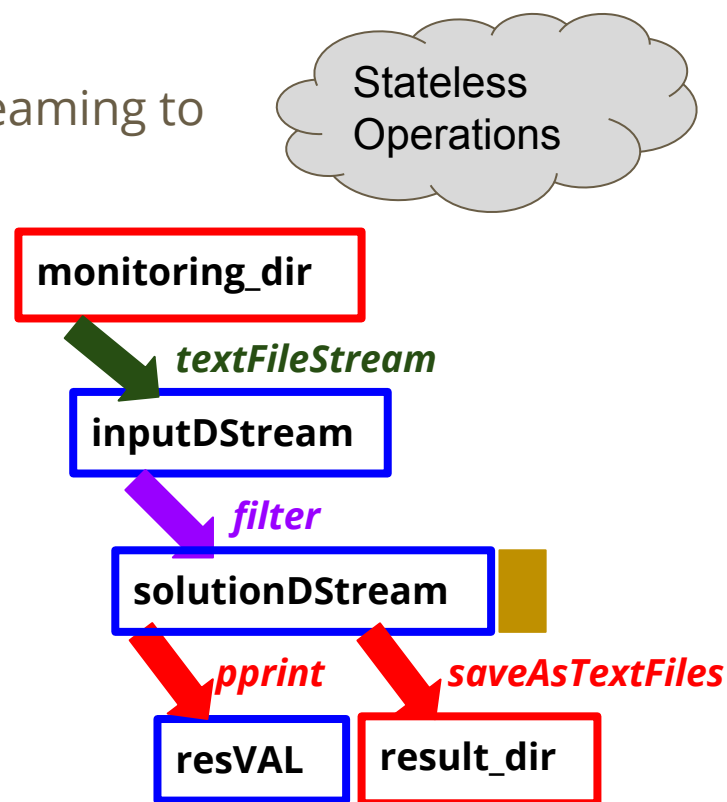 Stateless
Operations
eaming to
monitoring_dir
textFileStream
inputDStream
filter
solutionDStream
pprint
saveAsTextFiles
resVAL
result_dir